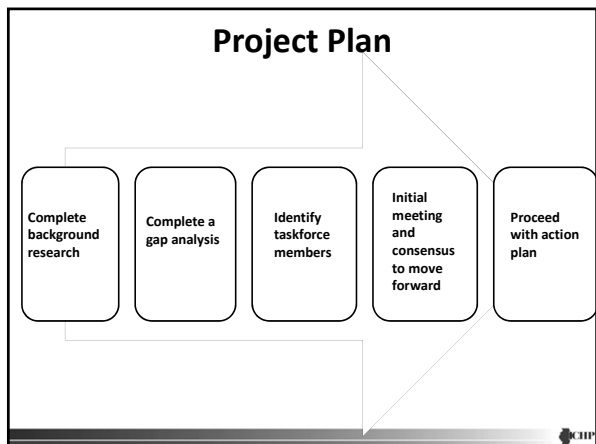 Project Plan
Complete
background
research
Complete a
gap analysis
Identify
taskforce
members
Initial
meeting
and
consensus
to move
forward
Proceed
with action
plan
ICHP